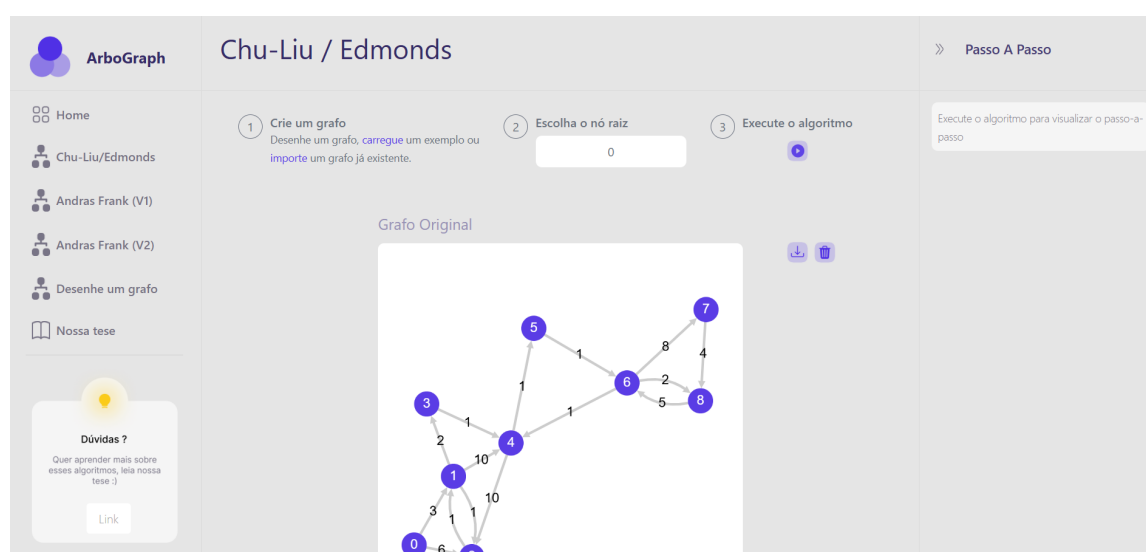 ArboGraph
Home
Chu-Liu/Edmonds
Andras Frank (V1)
Andras Frank (V2)
Desenhe um grafo
Nossa tese
Dúvidas ?
Quer aprender mais sobre
esses algoritmos, leia nossa
tese :)
Link
Chu-Liu / Edmonds
1
Crie um grafo
Desenhe um grafo, carregue um exemplo ou
importe um grafo já existente.
2
Escolha o nó raiz
0
3
Execute o algoritmo
Grafo Original
7
5
8
1
4
6
2
8
5
1
3
1
1
2
4
10
1
10
3
1
1
0
6
Passo A Passo
Execute o algoritmo para visualizar o passo-a-
passo